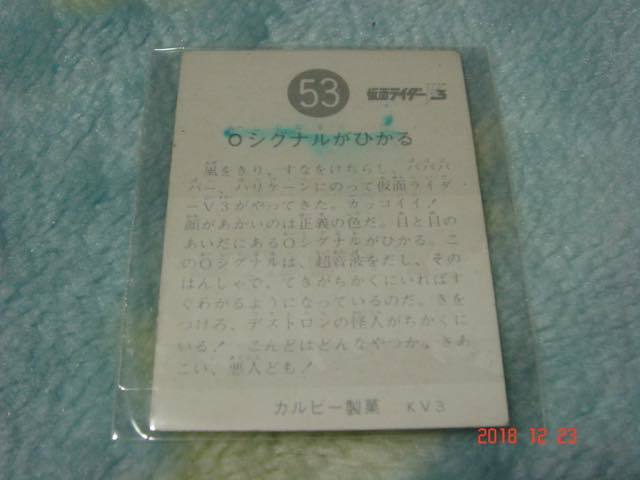 53
仮面ライダーV3
Oシグナルがひかる
風をきり、すなをけちらし、バババ
バー、ハリケーンにのって仮面ライダ
ーV3がやってきた。カッコイイ！
顔があかいのは正義の色だ。目と目の
あいだにあるOシグナルがひかる。こ
のOシグナルは、超音波をだし、その
はんしゃで、てきがちかくにいればす
ぐわかるようになっているのだ。きを
つけろ、デストロンの怪人がちかくに
いる！ こんどはどんなやつか。さあ
こい、悪人ども！
カルビー製菓 KV3
2018 12 23